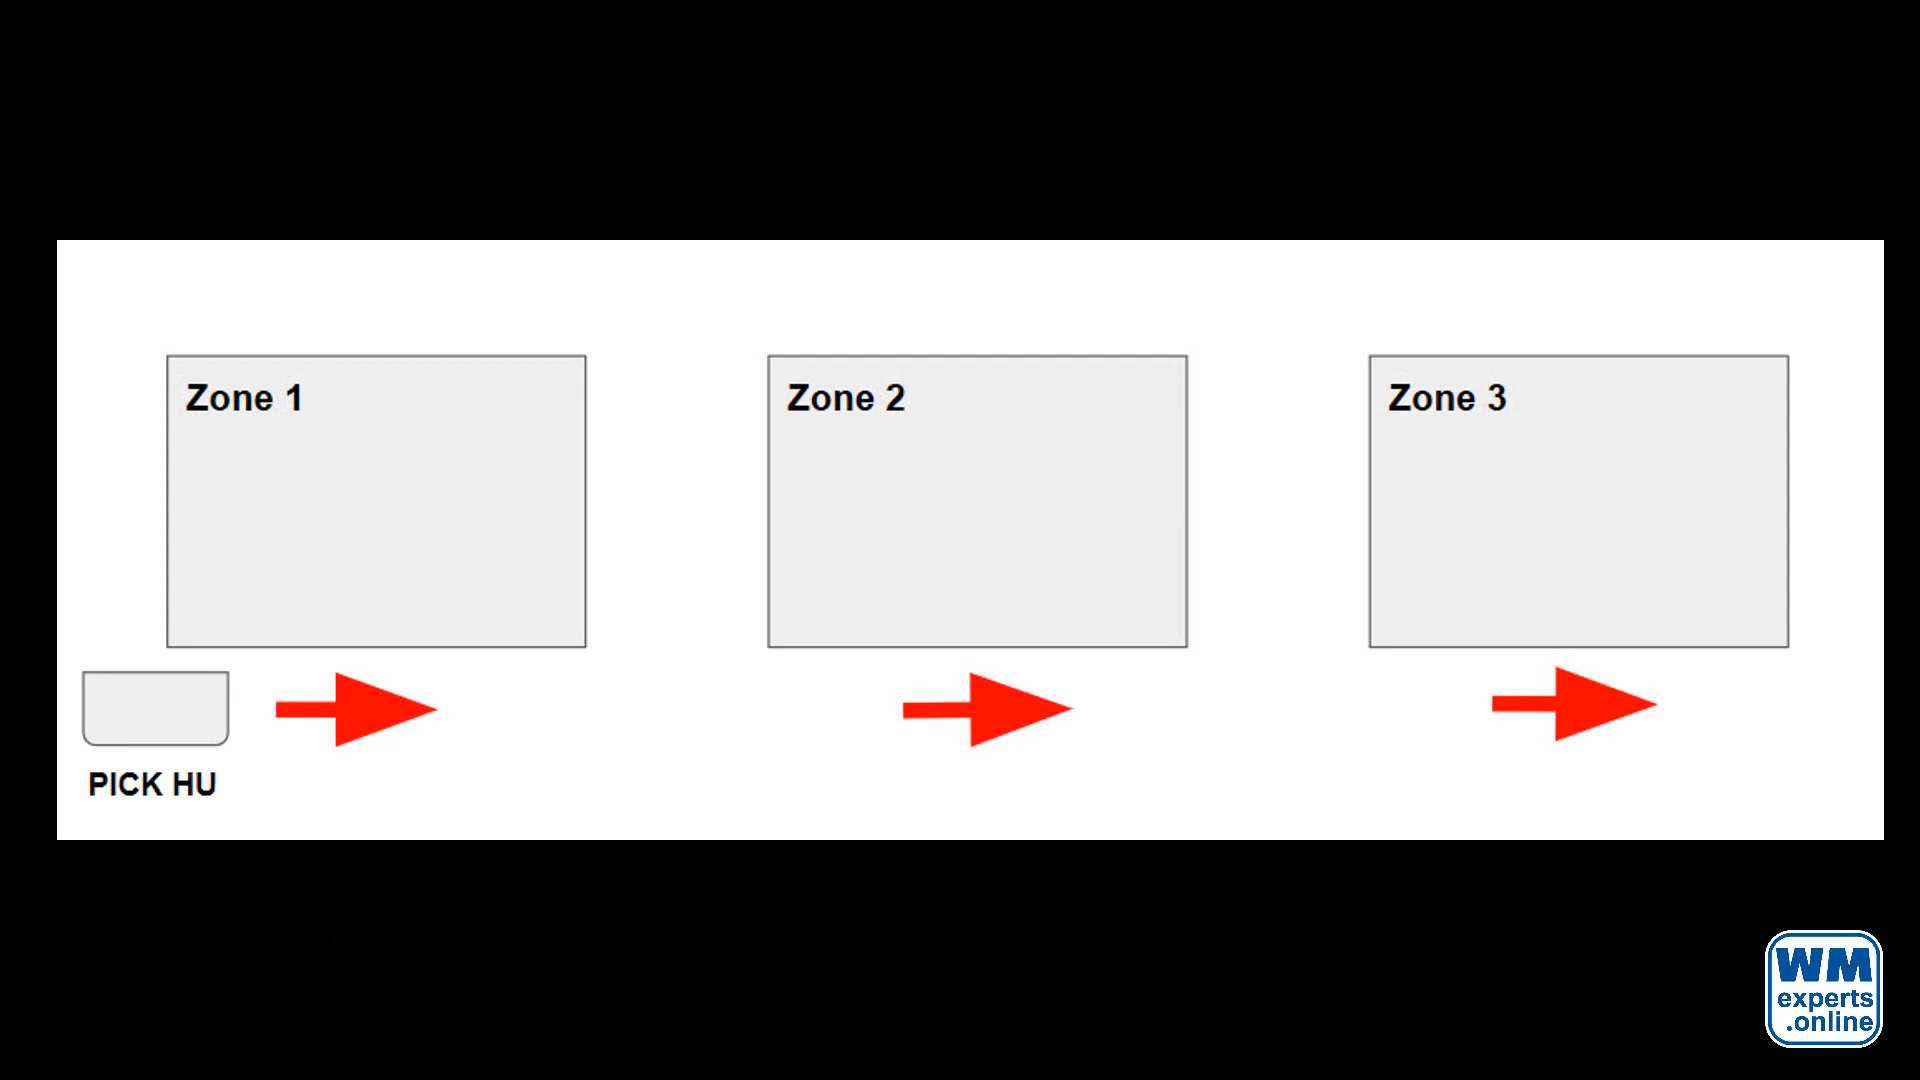 Zone 1
Zone 2
Zone 3
PICK HU
WM
experts
.online